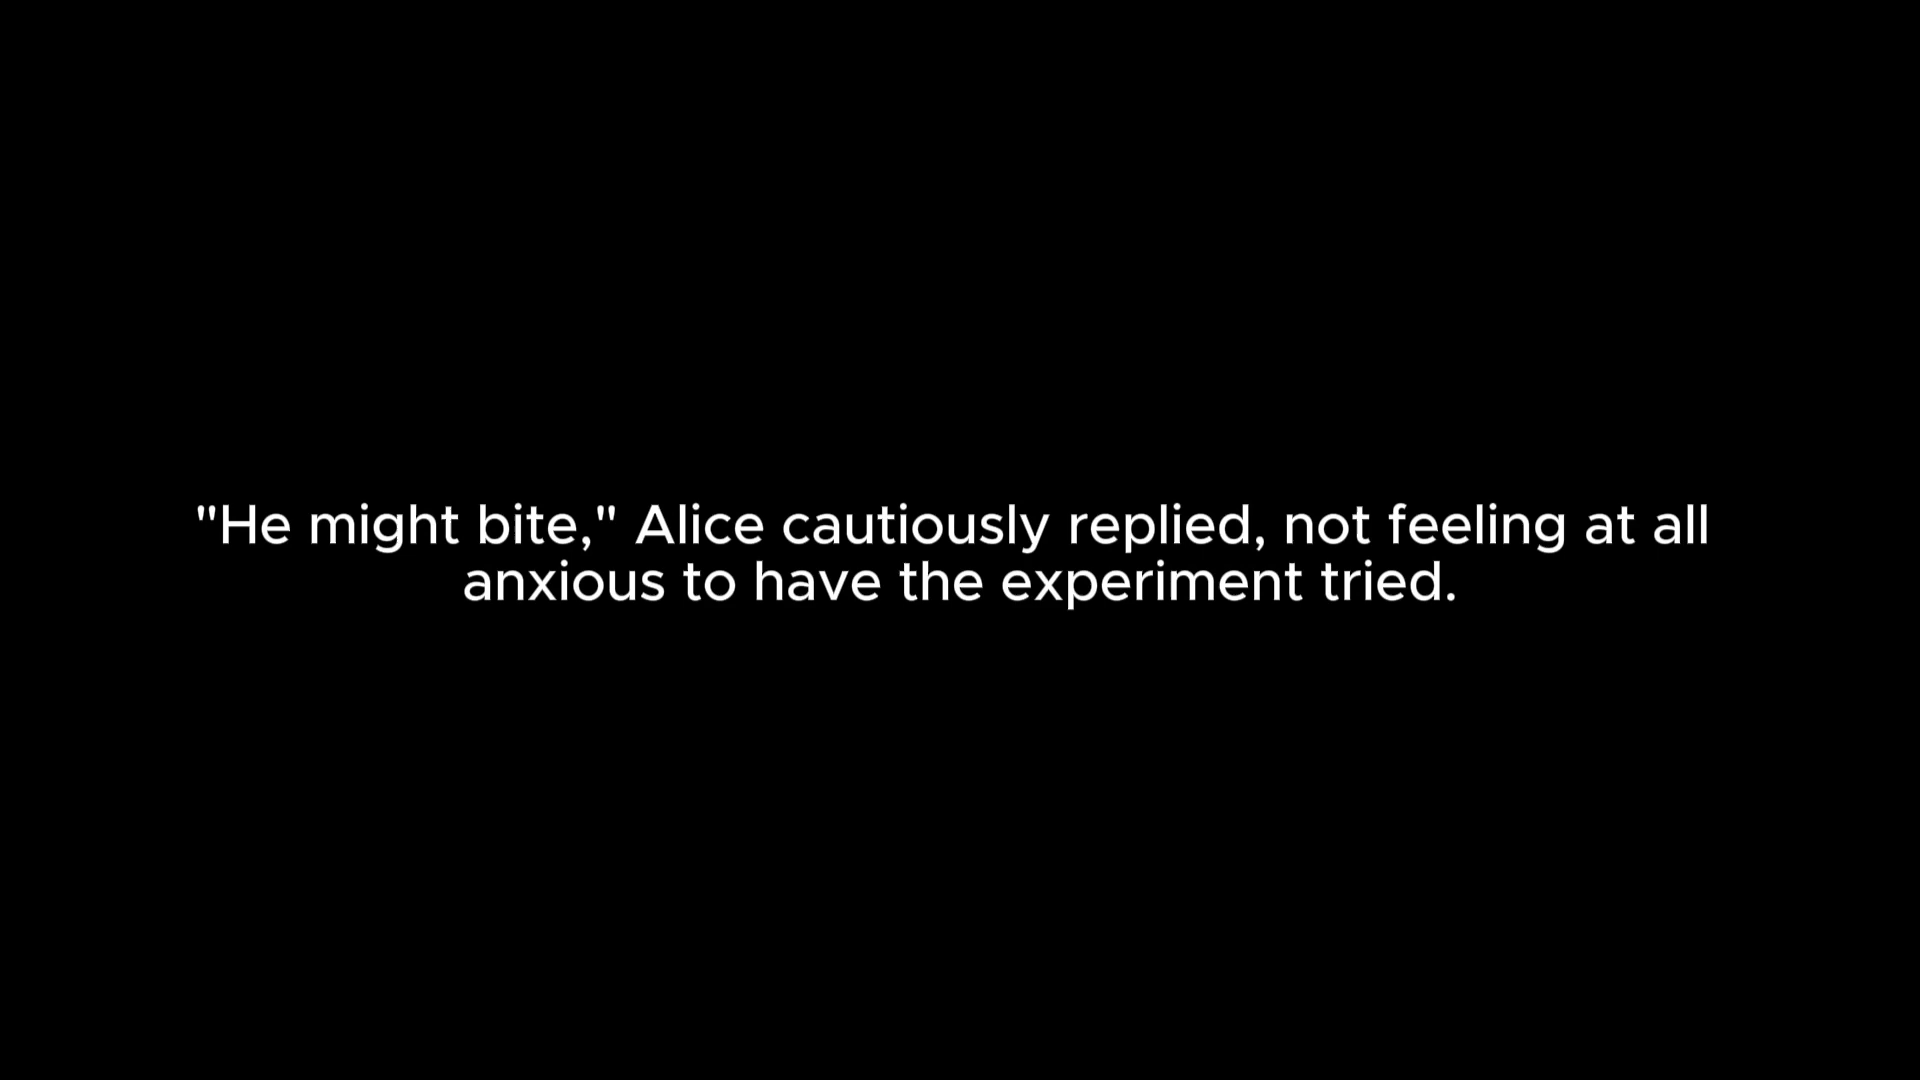 "He might bite," Alice cautiously replied, not feeling at all
anxious to have the experiment tried.